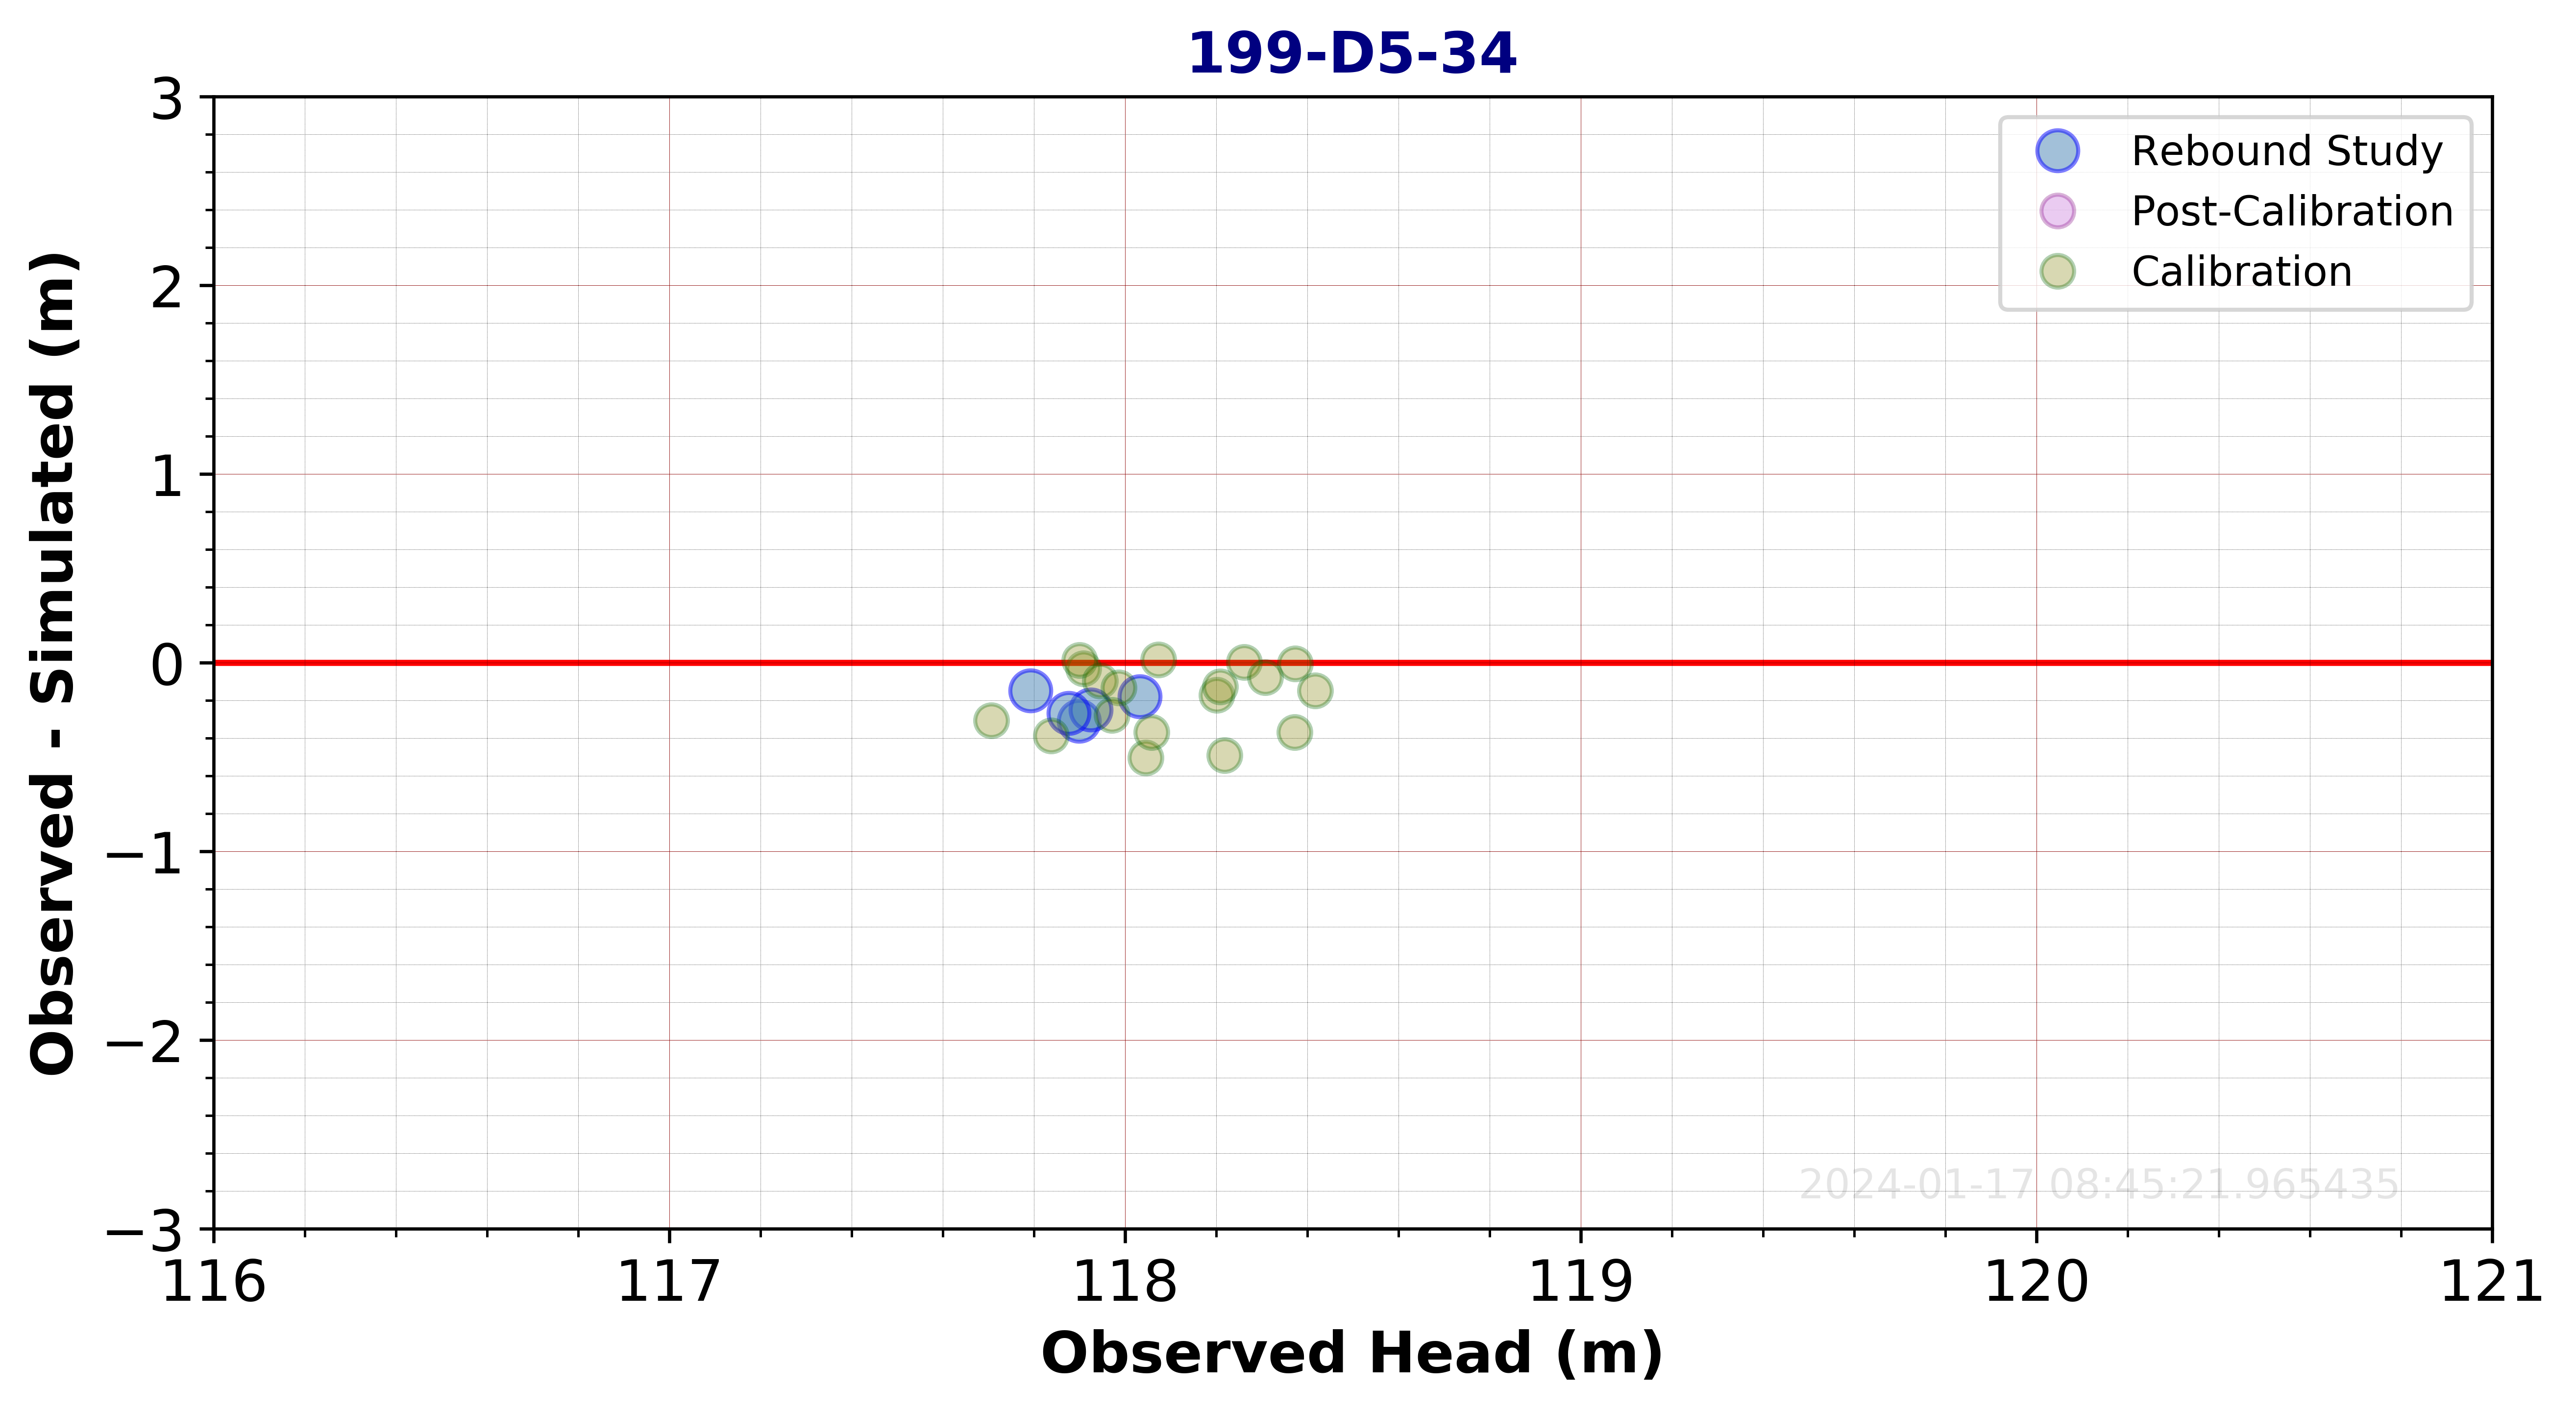 199-D5-34
3
2
1
0
−1
−2
−3
Observed - Simulated (m)
Rebound Study
Post-Calibration
Calibration
2024-01-17 08:45:21.965435
116 117 118 119 120 121
Observed Head (m)